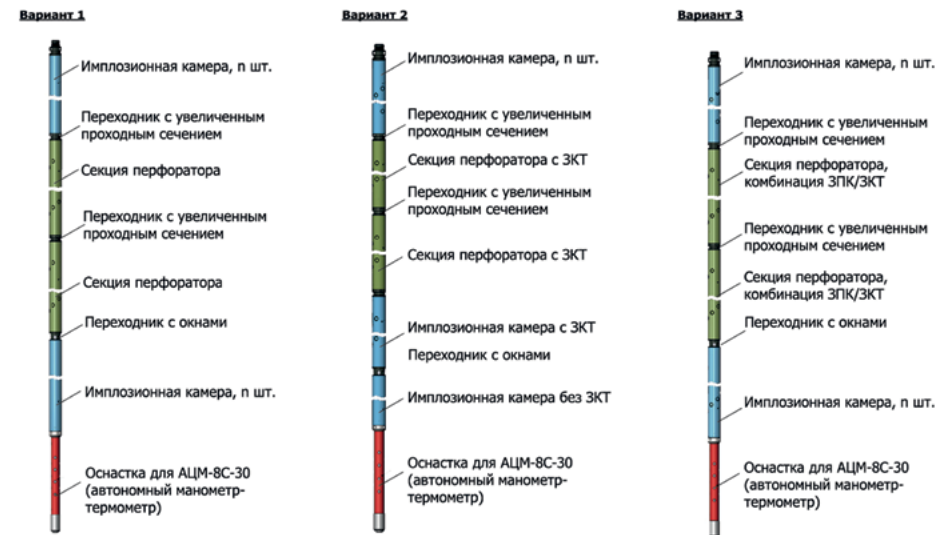 Вариант 1
Имплозионная камера, n шт.
Переходник с увеличенным
проходным сечением
Секция перфоратора
Переходник с увеличенным
проходным сечением
Секция перфоратора
Переходник с окнами
Имплозионная камера, n шт.
Оснастка для АЦМ-8С-30
(автономный манометр-
термометр)
Вариант 2
Имплозионная камера, n шт.
Переходник с увеличенным
проходным сечением
Секция перфоратора с ЗКТ
Переходник с увеличенным
проходным сечением
Секция перфоратора с ЗКТ
Имплозионная камера с ЗКТ
Переходник с окнами
Имплозионная камера без ЗКТ
Оснастка для АЦМ-8С-30
(автономный манометр-
термометр)
Вариант 3
Имплозионная камера, n шт.
Переходник с увеличенным
проходным сечением
Секция перфоратора,
комбинация ЗПК/ЗКТ
Переходник с увеличенным
проходным сечением
Секция перфоратора,
комбинация ЗПК/ЗКТ
Переходник с окнами
Имплозионная камера, n шт.
Оснастка для АЦМ-8С-30
(автономный манометр-
термометр)